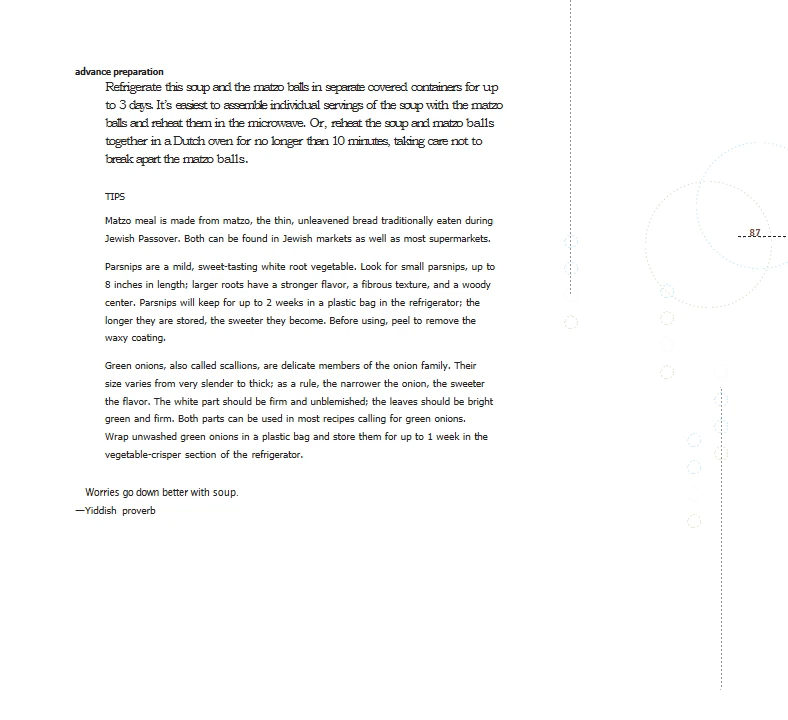 advance preparation
Refrigerate this soup and the matzo balls in separate covered containers for up
to 3 days. It's easiest to assemble individual servings of the soup with the matzo
balls and reheat them in the microwave. Or, reheat the soup and matzo balls
together in a Dutch oven for no longer than 10 minutes, taking care not to
break apart the matzo balls.
TIPS
Matzo meal is made from matzo, the thin, unleavened bread traditionally eaten during
Jewish Passover. Both can be found in Jewish markets as well as most supermarkets.
87
Parsnips are a mild, sweet-tasting white root vegetable. Look for small parsnips, up to
8 inches in length; larger roots have a stronger flavor, a fibrous texture, and a woody
center. Parsnips will keep for up to 2 weeks in a plastic bag in the refrigerator; the
longer they are stored, the sweeter they become. Before using, peel to remove the
waxy coating.
Green onions, also called scallions, are delicate members of the onion family. Their
size varies from very slender to thick; as a rule, the narrower the onion, the sweeter
the flavor. The white part should be firm and unblemished; the leaves should be bright
green and firm. Both parts can be used in most recipes calling for green onions.
Wrap unwashed green onions in a plastic bag and store them for up to 1 week in the
vegetable-crisper section of the refrigerator.
Worries go down better with soup.
—Yiddish proverb